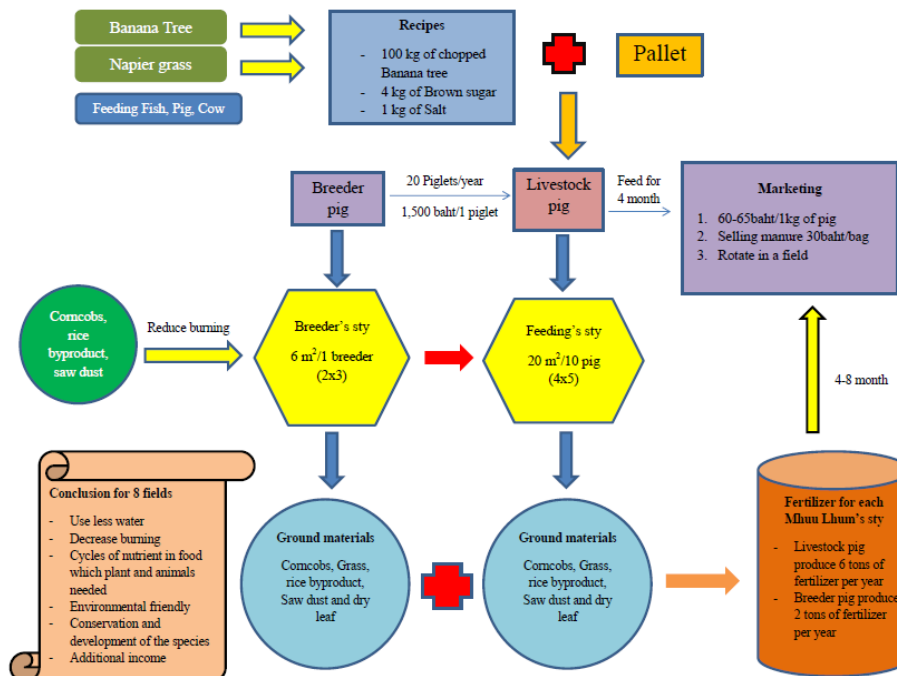 Banana Tree
Napier grass
Feeding Fish, Pig, Cow
Recipes
- 100 kg of chopped
Banana tree
- 4 kg of Brown sugar
- 1 kg of Salt
Pallet
Breeder
pig
20 Piglets/year
1,500 baht/1 piglet
Livestock
pig
Feed for
4 month
Marketing
1. 60-65baht/1kg of pig
2. Selling manure 30baht/bag
3. Rotate in a field
Corncobs,
rice
byproduct,
saw dust
Reduce burning
Breeder's sty
6 m²/1 breeder
(2x3)
Feeding's sty
20 m²/10 pig
(4x5)
4-8 month
Conclusion for 8 fields
- Use less water
- Decrease burning
- Cycles of nutrient in food
which plant and animals
needed
- Environmental friendly
- Conservation and
development of the species
- Additional income
Ground materials
Corncobs, Grass,
rice byproduct,
Saw dust and dry
leaf
Ground materials
Corncobs, Grass,
rice byproduct,
Saw dust and dry
leaf
Fertilizer for each
Mhuu Lhum's sty
- Livestock pig
produce 6 tons of
fertilizer per year
- Breeder pig produce
2 tons of fertilizer
per year